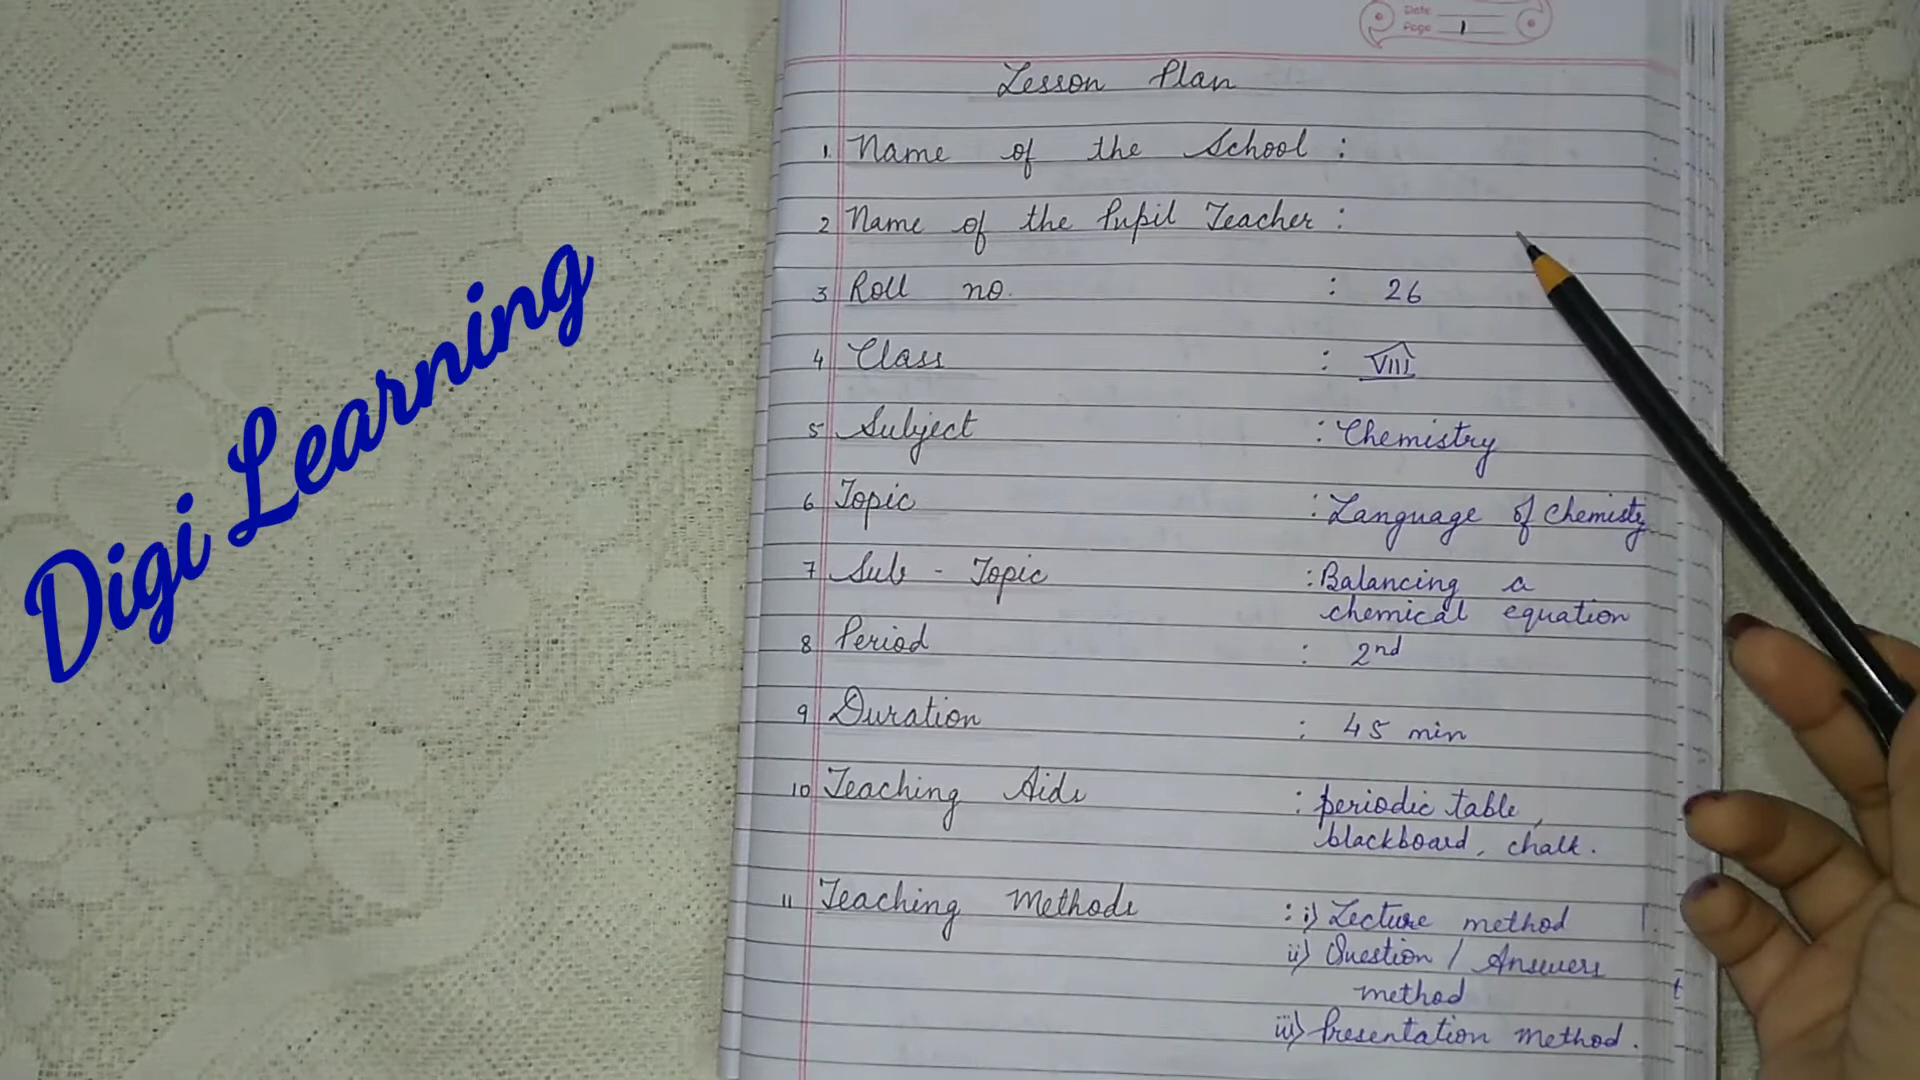 Digi Learning
Date
Page 1
Lesson Plan
1. Name of the School :
2 Name of the Pupil Teacher :
3 Roll no. : 26
4 Class : VIII
5 Subject : Chemistry
6 Topic : Language of Chemistry
7 Sub - Topic : Balancing a
chemical equation
8 Period : 2nd
9 Duration : 45 min
10 Teaching Aids : periodic table,
blackboard, chalk.
11 Teaching Methods : i) Lecture method
ii) Question / Answers
method
iii) Presentation Method.